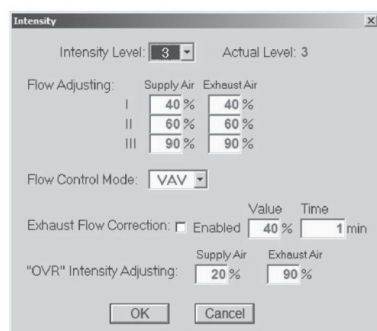 Intensity
Intensity Level: 3 Actual Level: 3
Flow Adjusting: Supply Air Exhaust Air
I 40 % 40 %
II 60 % 60 %
III 90 % 90 %
Flow Control Mode: VAV
Value Time
Exhaust Flow Correction: Enabled 40 % 1 min
Supply Air Exhaust Air
"OVR" Intensity Adjusting: 20 % 90 %
OK Cancel